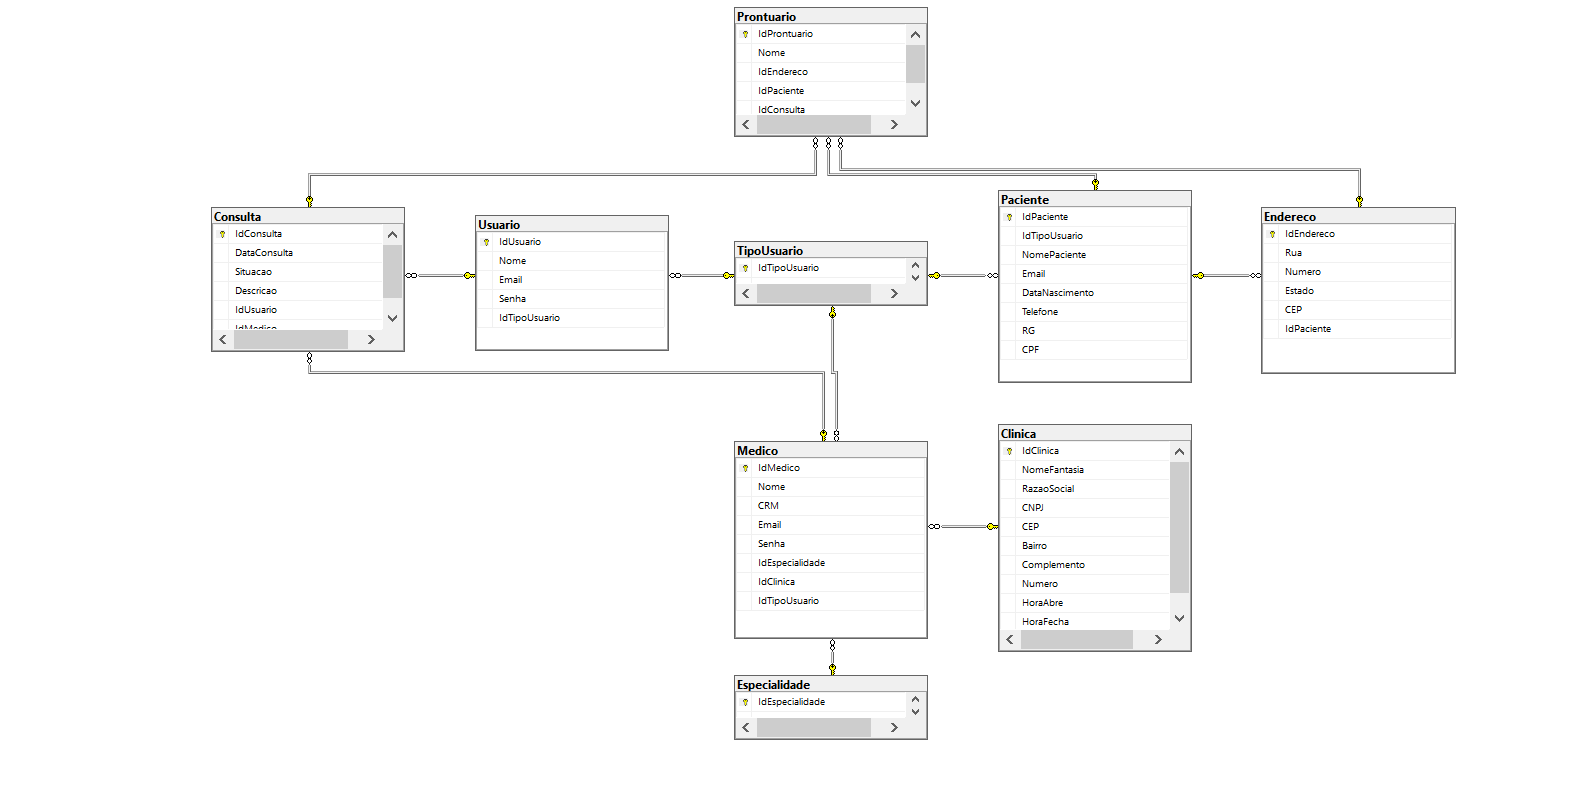 Prontuario
IdProntuario
Nome
IdEndereco
IdPaciente
IdConsulta
Consulta
IdConsulta
DataConsulta
Situacao
Descricao
IdUsuario
IdMedico
Usuario
IdUsuario
Nome
Email
Senha
IdTipoUsuario
TipoUsuario
IdTipoUsuario
Paciente
IdPaciente
IdTipoUsuario
NomePaciente
Email
DataNascimento
Telefone
RG
CPF
Endereco
IdEndereco
Rua
Numero
Estado
CEP
IdPaciente
Medico
IdMedico
Nome
CRM
Email
Senha
IdEspecialidade
IdClinica
IdTipoUsuario
Clinica
IdClinica
NomeFantasia
RazaoSocial
CNPJ
CEP
Bairro
Complemento
Numero
HoraAbre
HoraFecha
Especialidade
IdEspecialidade